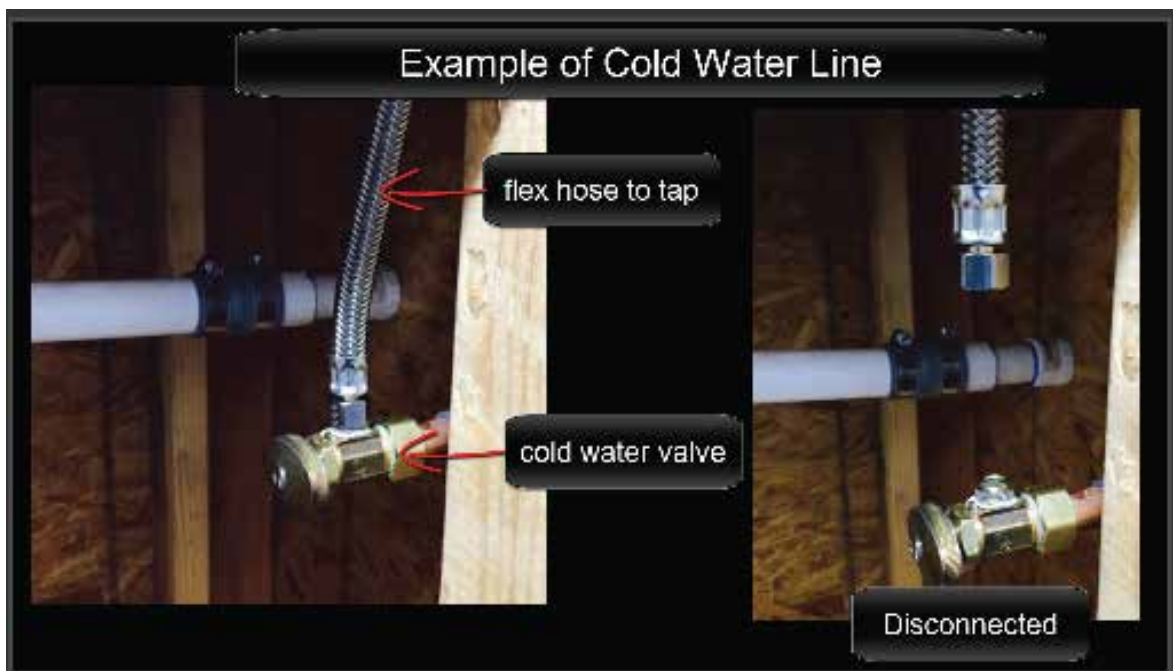 Example of Cold Water Line
flex hose to tap
cold water valve
Disconnected